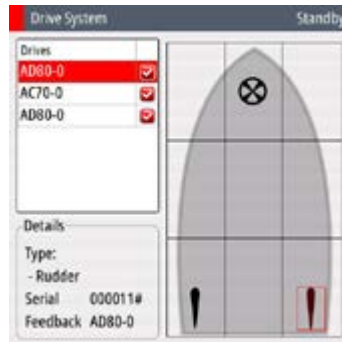 Drive System Standby
Drives
AD80-0
AC70-0
AD80-0
Details
Type:
- Rudder
Serial 000011#
Feedback AD80-0